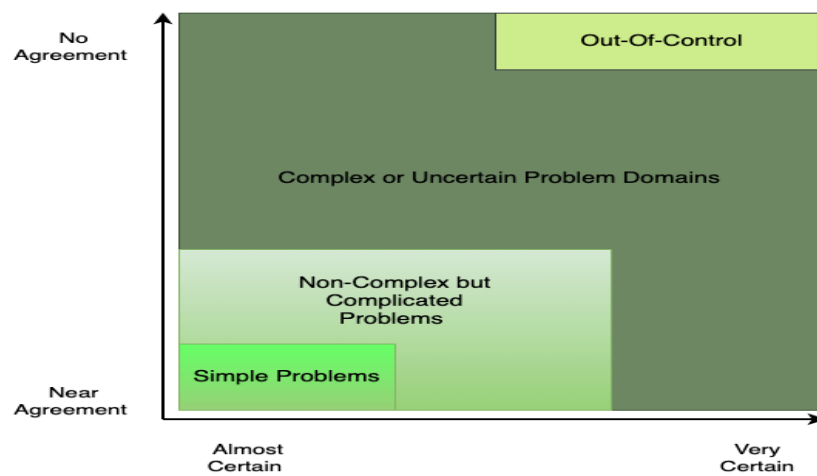 No
Agreement
Out-Of-Control
Complex or Uncertain Problem Domains
Non-Complex but
Complicated
Problems
Simple Problems
Near
Agreement
Almost
Certain
Very
Certain